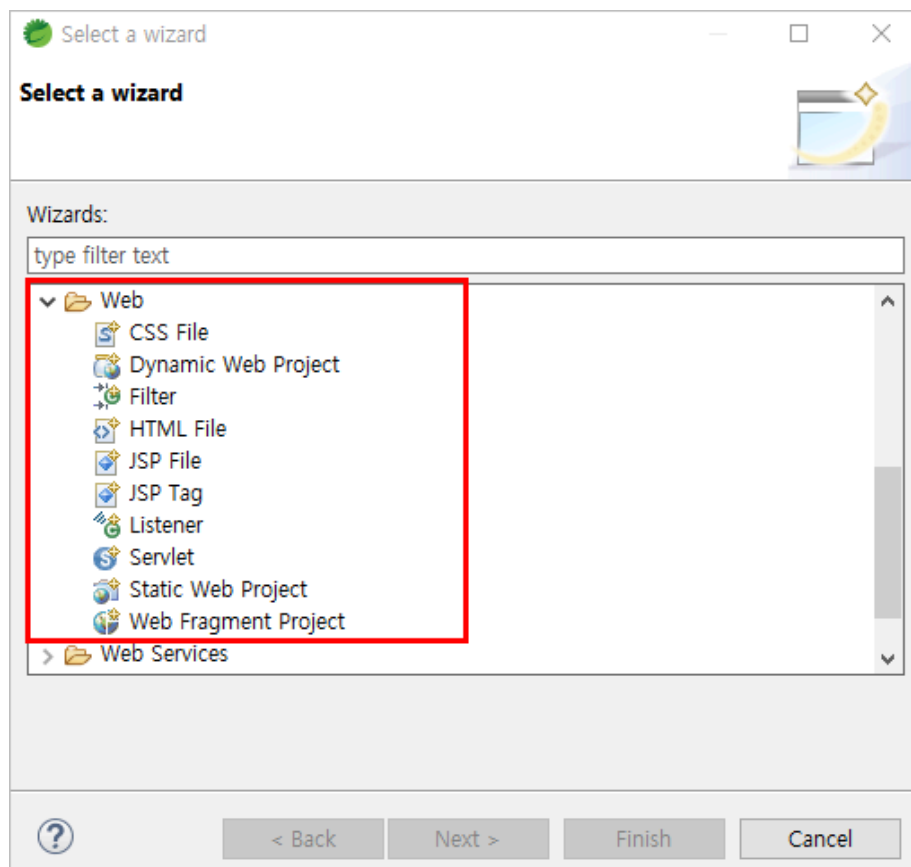 Select a wizard
Select a wizard
Wizards:
type filter text
Web
CSS File
Dynamic Web Project
Filter
HTML File
JSP File
JSP Tag
Listener
Servlet
Static Web Project
Web Fragment Project
Web Services
?
< Back Next > Finish Cancel